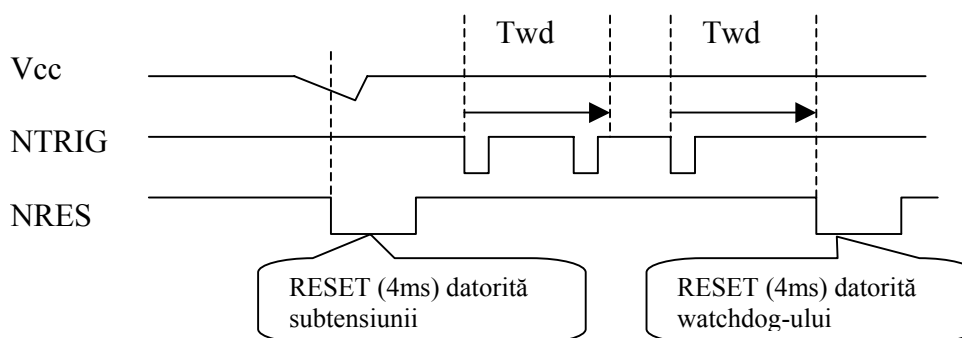 Twd Twd
Vcc
NTRIG
NRES
RESET (4ms) datorită
subtensiunii
RESET (4ms) datorită
watchdog-ului